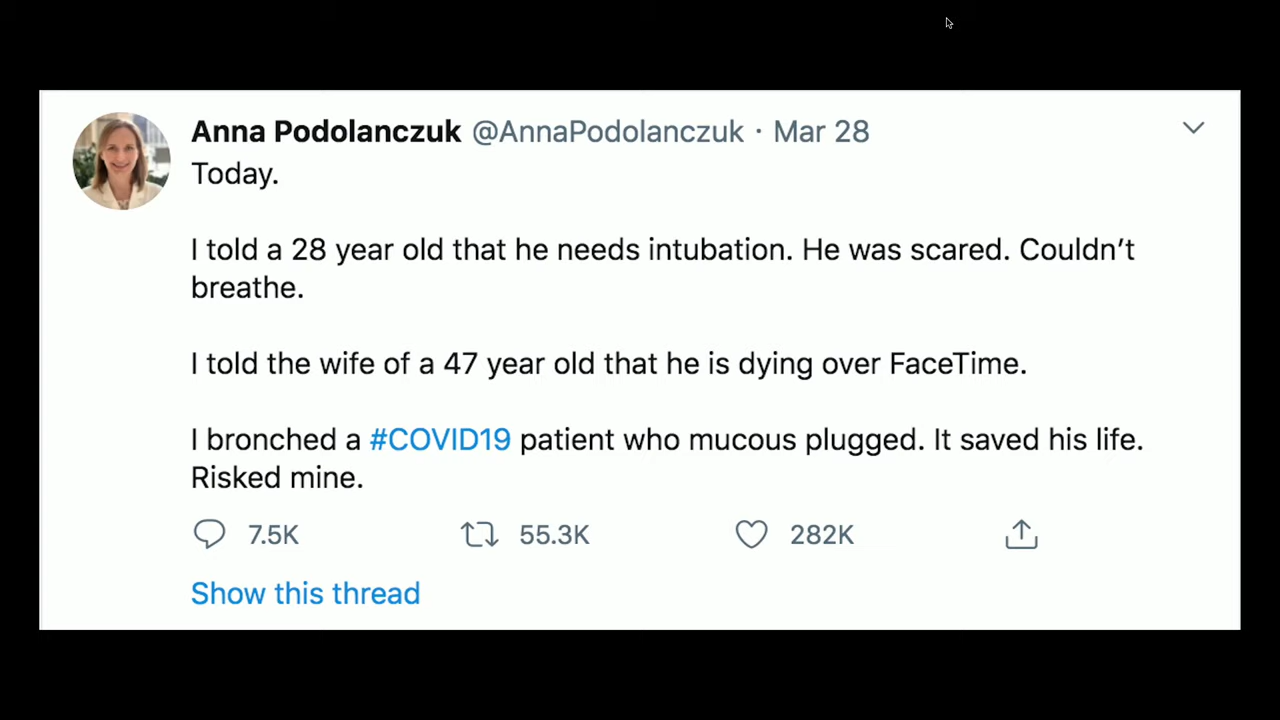 Anna Podolanczuk @AnnaPodolanczuk · Mar 28
Today.
I told a 28 year old that he needs intubation. He was scared. Couldn’t
breathe.
I told the wife of a 47 year old that he is dying over FaceTime.
I bronched a #COVID19 patient who mucous plugged. It saved his life.
Risked mine.
7.5K 55.3K 282K
Show this thread